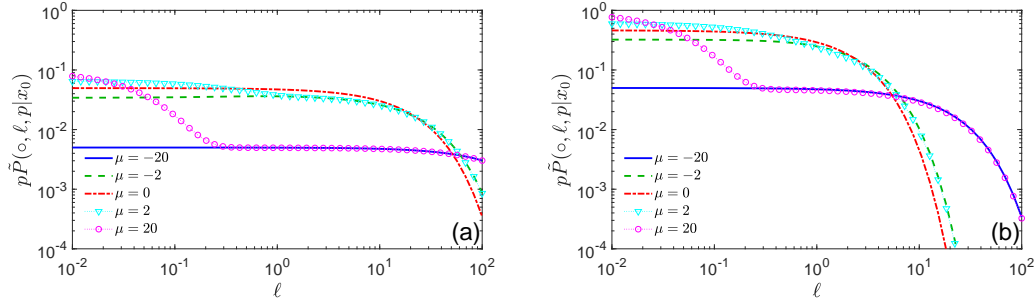 10^0
10^-1
10^-2
10^-3
10^-4
10^-2
10^-1
10^0
10^1
10^2
pP̃(∘, ℓ, p|x₀)
ℓ
μ = −20
μ = −2
μ = 0
μ = 2
μ = 20
(a)
10^0
10^-1
10^-2
10^-3
10^-4
10^-2
10^-1
10^0
10^1
10^2
pP̃(∘, ℓ, p|x₀)
ℓ
μ = −20
μ = −2
μ = 0
μ = 2
μ = 20
(b)